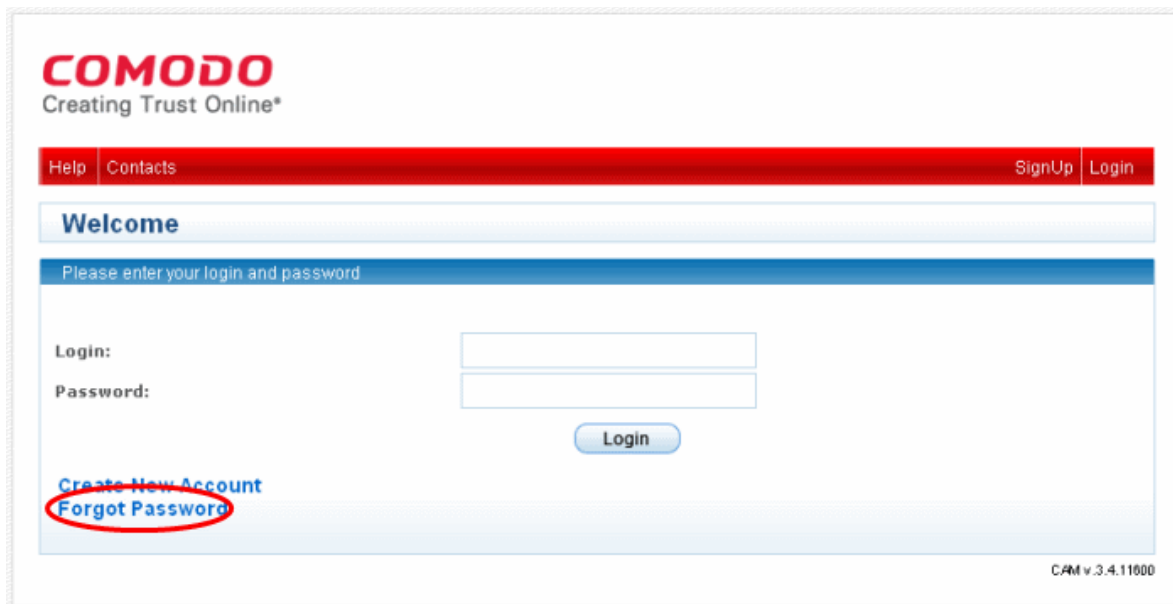 COMODO
Creating Trust Online®
Help Contacts SignUp Login
Welcome
Please enter your login and password
Login:
Password:
Login
Create New Account
Forgot Password
CAM v.3.4.11600